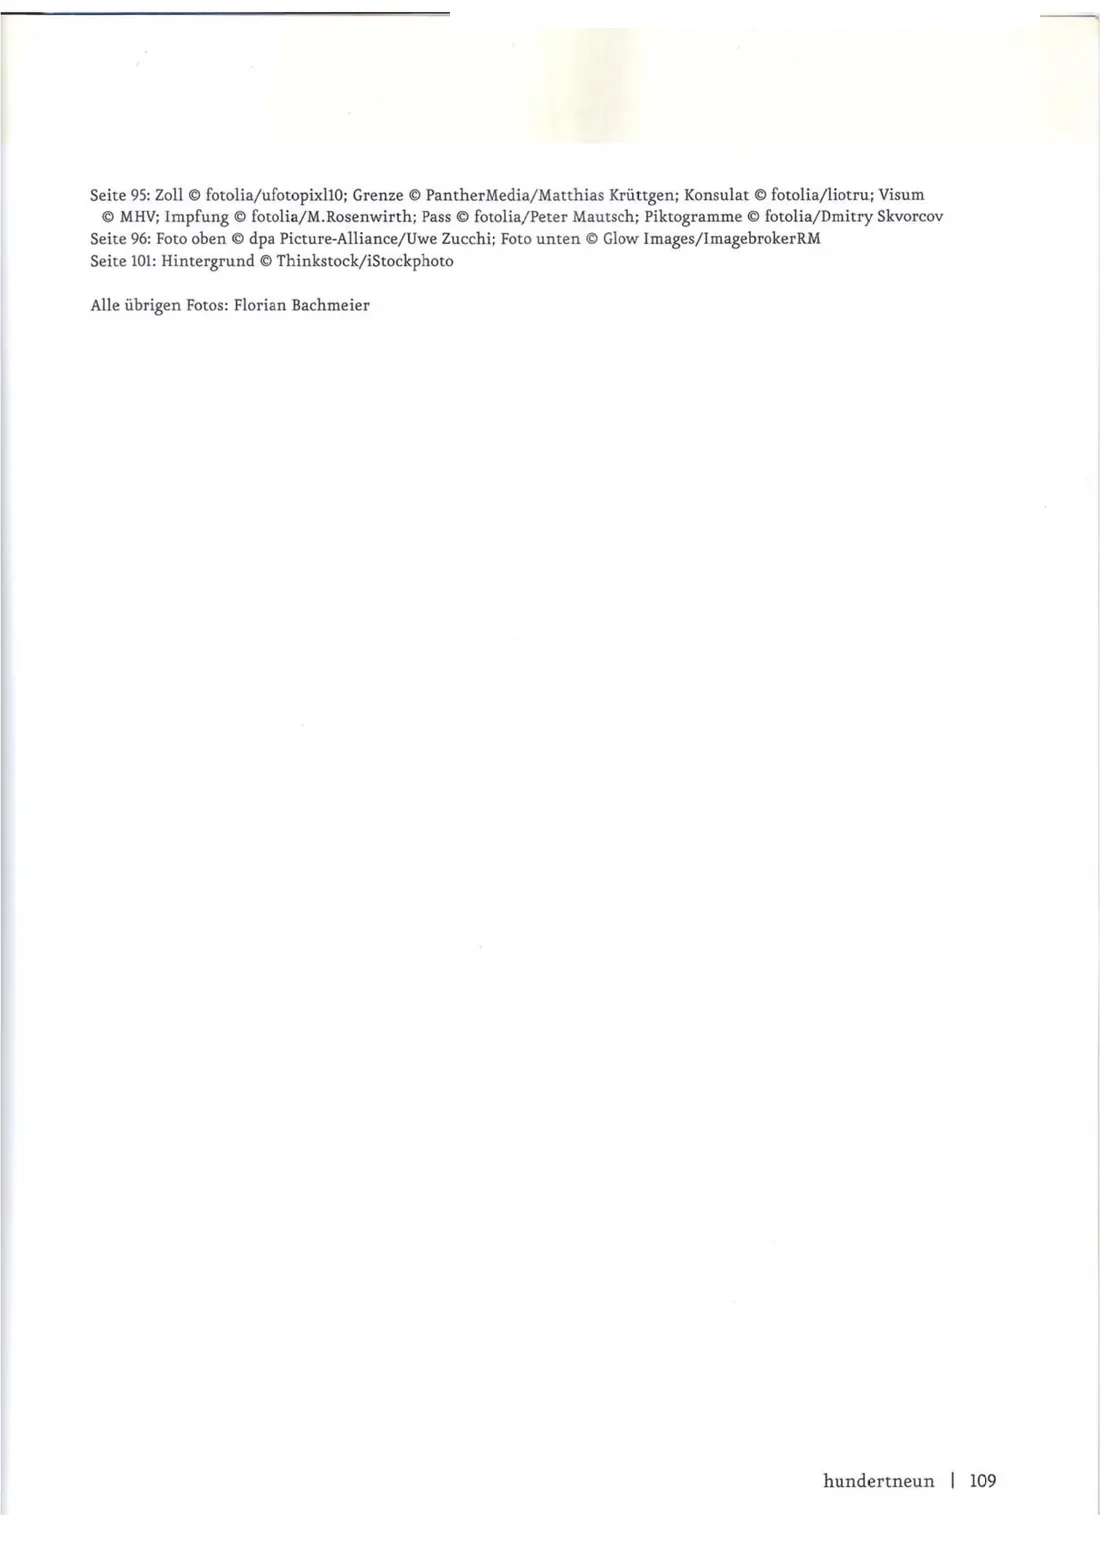 Seite 95: Zoll © fotolia/ufotopixl10; Grenze © PantherMedia/Matthias Krüttgen; Konsulat © fotolia/liotru; Visum
© MHV; Impfung © fotolia/M.Rosenwirth; Pass © fotolia/Peter Mautsch; Piktogramme © fotolia/Dmitry Skvorcov
Seite 96: Foto oben © dpa Picture-Alliance/Uwe Zucchi; Foto unten © Glow Images/ImagebrokerRM
Seite 101: Hintergrund © Thinkstock/iStockphoto
Alle übrigen Fotos: Florian Bachmeier
hundertneun | 109